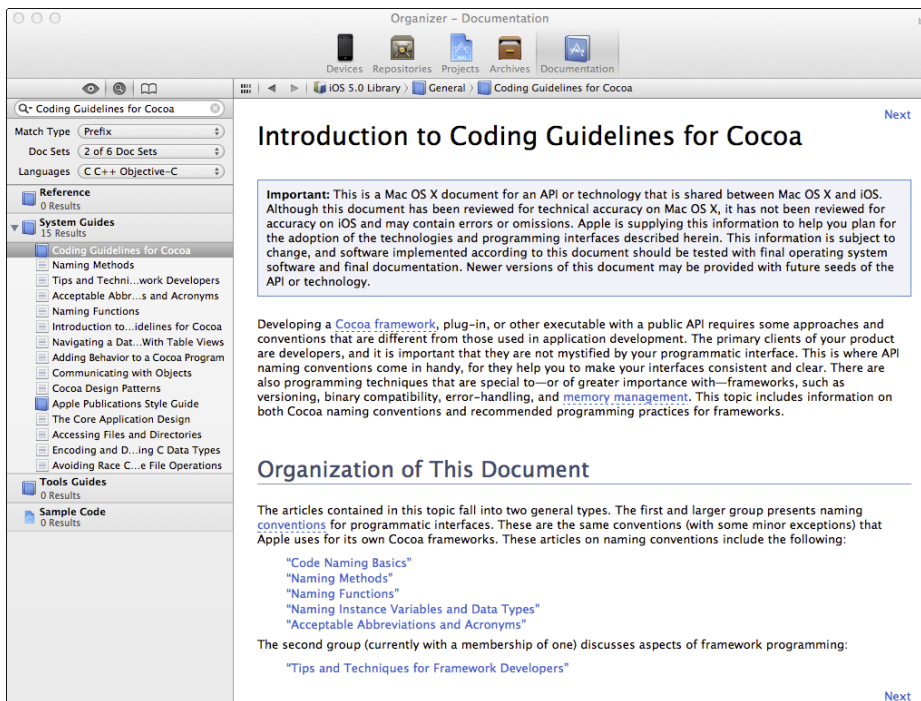 Organizer – Documentation
Devices Repositories Projects Archives Documentation
iOS 5.0 Library General Coding Guidelines for Cocoa
Coding Guidelines for Cocoa
Match Type Prefix
Doc Sets 2 of 6 Doc Sets
Languages C C++ Objective-C
Reference
0 Results
System Guides
15 Results
Coding Guidelines for Cocoa
Naming Methods
Tips and Techni...work Developers
Acceptable Abbr...s and Acronyms
Naming Functions
Introduction to...idelines for Cocoa
Navigating a Dat...With Table Views
Adding Behavior to a Cocoa Program
Communicating with Objects
Cocoa Design Patterns
Apple Publications Style Guide
The Core Application Design
Accessing Files and Directories
Encoding and D...ing C Data Types
Avoiding Race C...e File Operations
Tools Guides
0 Results
Sample Code
0 Results
Next
Introduction to Coding Guidelines for Cocoa
Important: This is a Mac OS X document for an API or technology that is shared between Mac OS X and iOS.
Although this document has been reviewed for technical accuracy on Mac OS X, it has not been reviewed for
accuracy on iOS and may contain errors or omissions. Apple is supplying this information to help you plan for
the adoption of the technologies and programming interfaces described herein. This information is subject to
change, and software implemented according to this document should be tested with final operating system
software and final documentation. Newer versions of this document may be provided with future seeds of the
API or technology.
Developing a Cocoa framework, plug-in, or other executable with a public API requires some approaches and
conventions that are different from those used in application development. The primary clients of your product
are developers, and it is important that they are not mystified by your programmatic interface. This is where API
naming conventions come in handy, for they help you to make your interfaces consistent and clear. There are
also programming techniques that are special to—or of greater importance with—frameworks, such as
versioning, binary compatibility, error-handling, and memory management. This topic includes information on
both Cocoa naming conventions and recommended programming practices for frameworks.
Organization of This Document
The articles contained in this topic fall into two general types. The first and larger group presents naming
conventions for programmatic interfaces. These are the same conventions (with some minor exceptions) that
Apple uses for its own Cocoa frameworks. These articles on naming conventions include the following:
“Code Naming Basics”
“Naming Methods”
“Naming Functions”
“Naming Instance Variables and Data Types”
“Acceptable Abbreviations and Acronyms”
The second group (currently with a membership of one) discusses aspects of framework programming:
“Tips and Techniques for Framework Developers”
Next